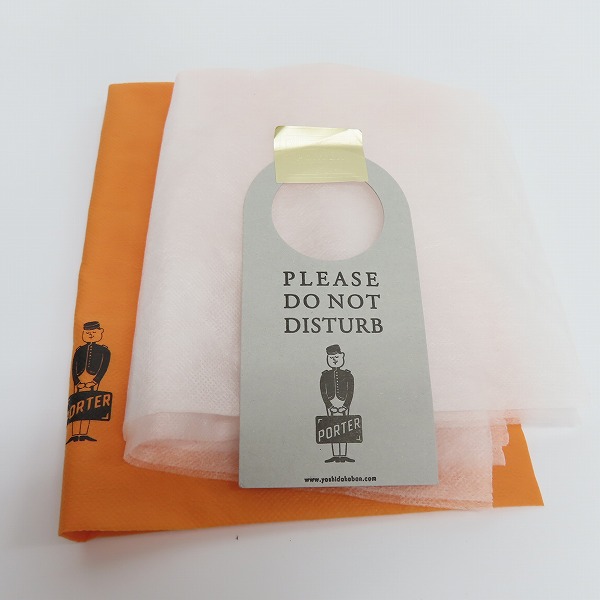 PLEASE
DO NOT
DISTURB
PORTER
www.yoshidakaban.com
PORTER